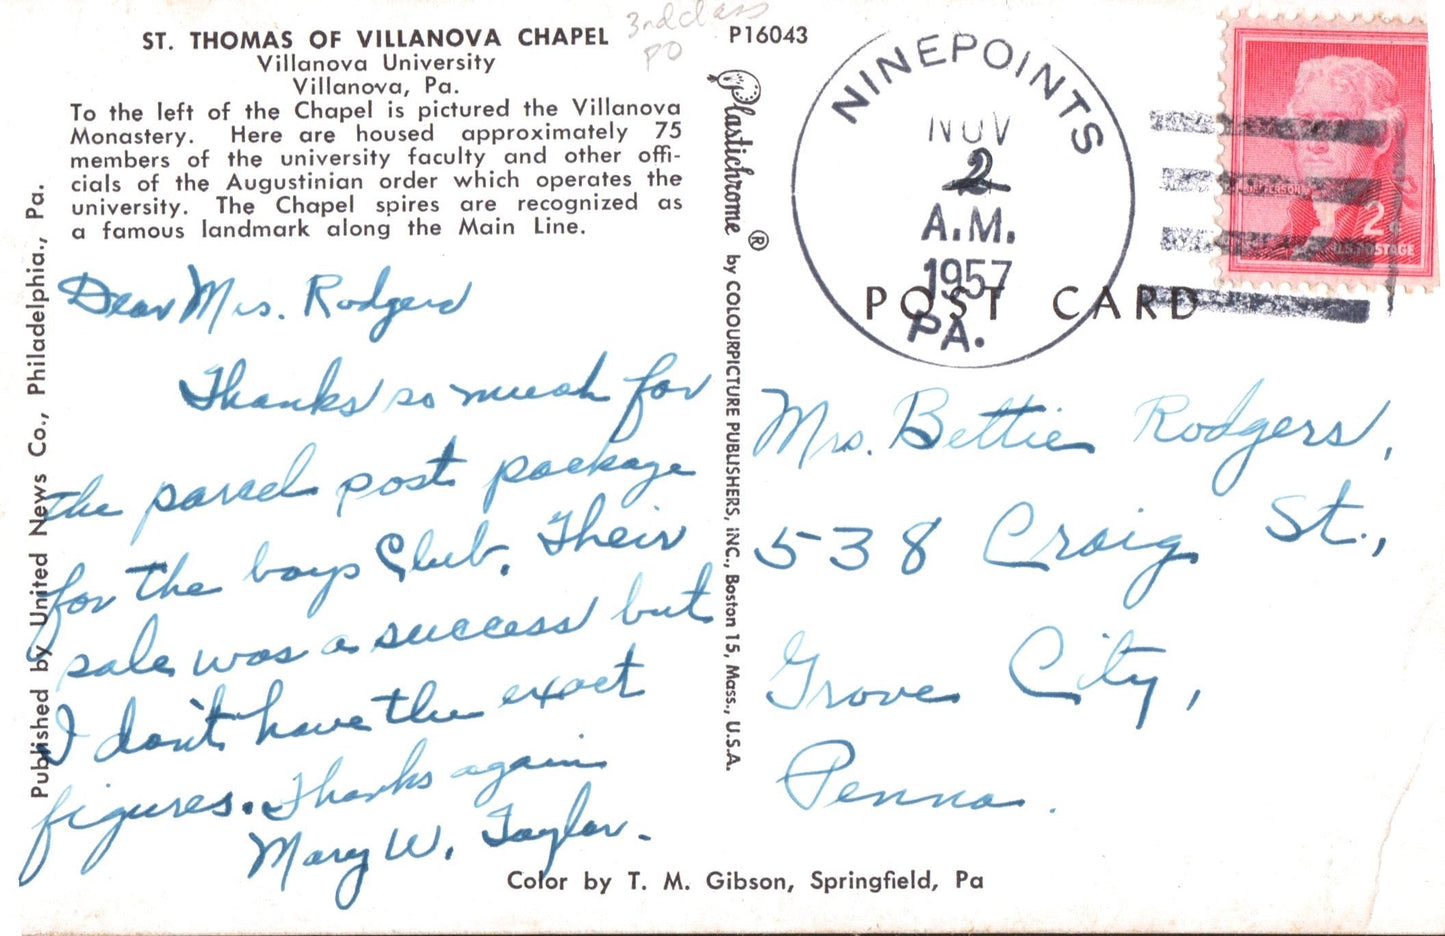 ST. THOMAS OF VILLANOVA CHAPEL
Villanova University
Villanova, Pa.
To the left of the Chapel is pictured the Villanova
Monastery. Here are housed approximately 75
members of the university faculty and other offi-
cials of the Augustinian order which operates the
university. The Chapel spires are recognized as
a famous landmark along the Main Line.
3rd class
PO
P16043
Published by United News Co., Philadelphia., Pa.
Plastichrome ® by COLOURPICTURE PUBLISHERS, INC., Boston 15, Mass., U.S.A.
NINEPOINTS
NOV
2
A.M.
1957
PA.
JEFFERSON
2¢
U.S. POSTAGE
POST CARD
Dear Mrs. Rodgers
Thanks so much for
the parcel post package
for the boys Club. Their
sale was a success but
I don't have the exact
figures. Thanks again
Mary W. Taylor.
Mrs. Bettie Rodgers,
538 Craig St.,
Grove City,
Penna.
Color by T. M. Gibson, Springfield, Pa